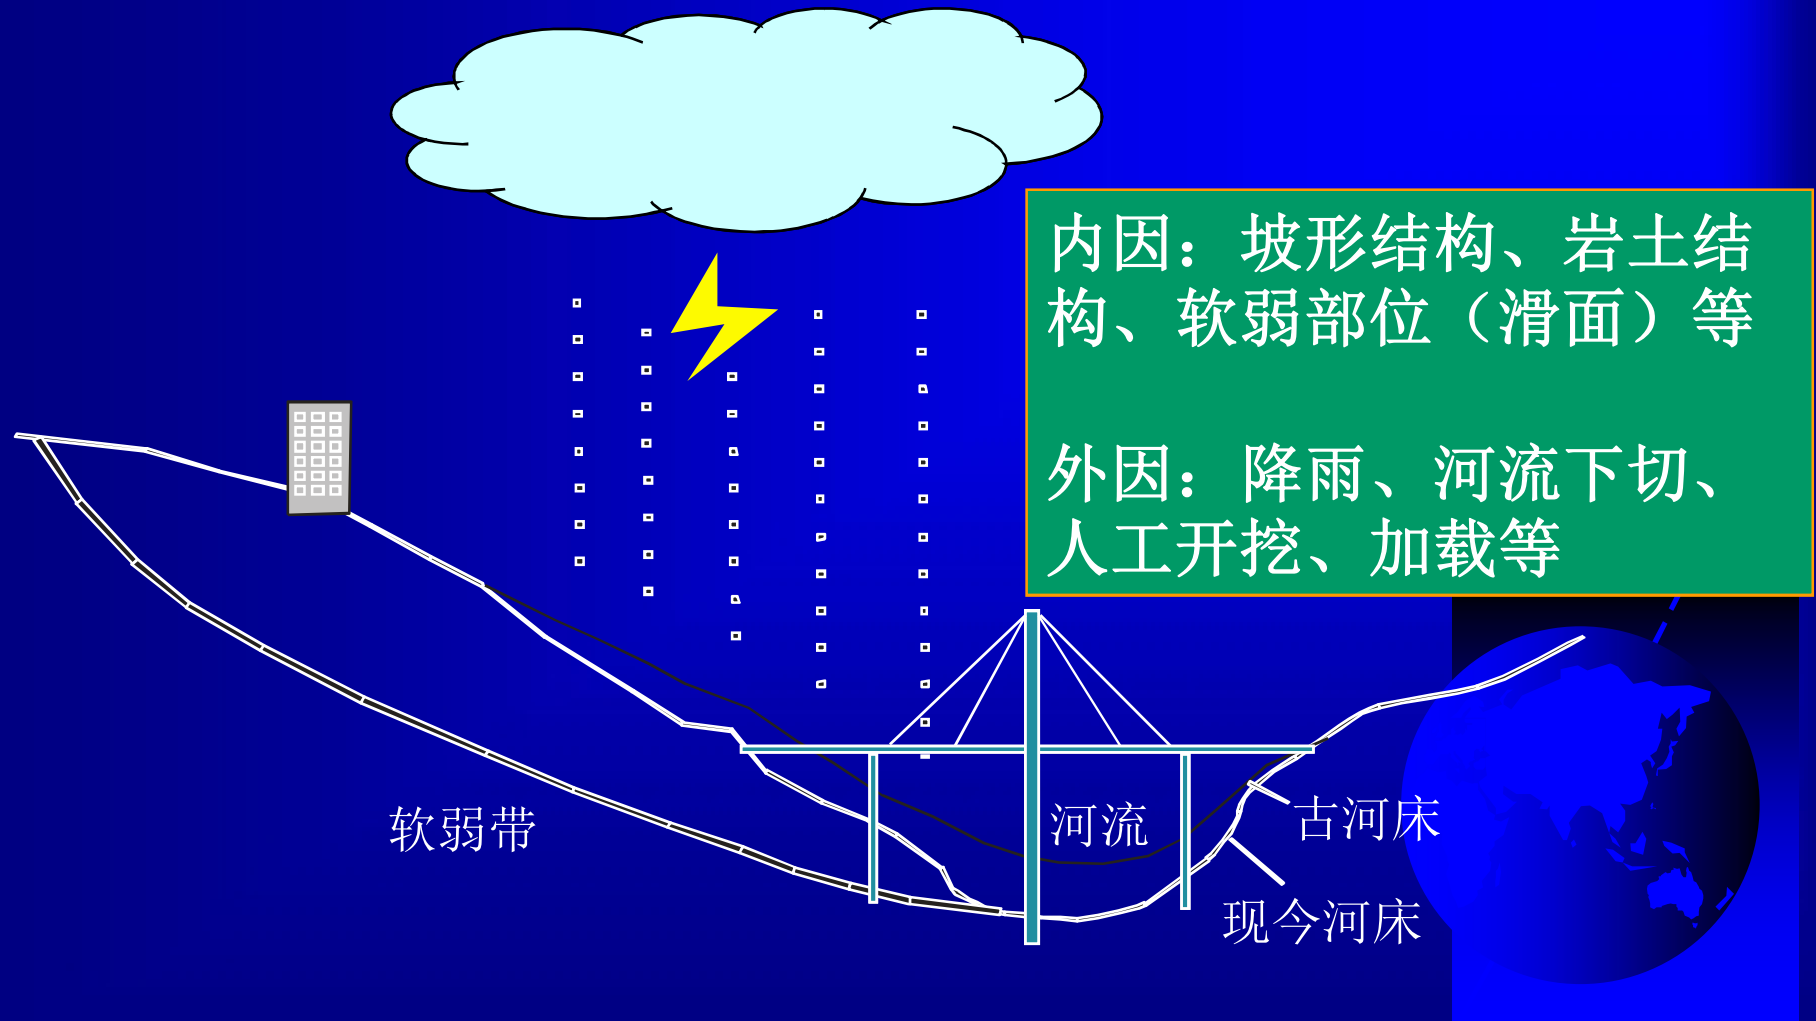 内因：坡形结构、岩土结
构、软弱部位（滑面）等
外因：降雨、河流下切、
人工开挖、加载等
软弱带
河流
古河床
现今河床